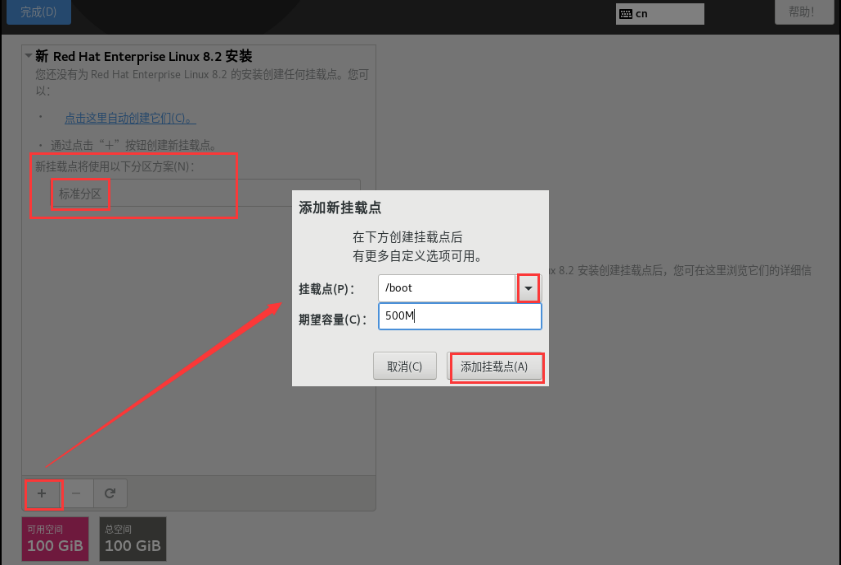 完成(D)
cn
帮助!
新 Red Hat Enterprise Linux 8.2 安装
您还没有为 Red Hat Enterprise Linux 8.2 的安装创建任何挂载点。您可
以:
• 点击这里自动创建它们(C)。
• 通过点击“+”按钮创建新挂载点。
新挂载点将使用以下分区方案(N):
标准分区
添加新挂载点
在下方创建挂载点后
有更多自定义选项可用。
挂载点(P): /boot
期望容量(C): 500M
取消(C) 添加挂载点(A)
8.2 安装创建挂载点后,您可在这里浏览它们的详细信
+ −
可用空间
100 GiB
总空间
100 GiB